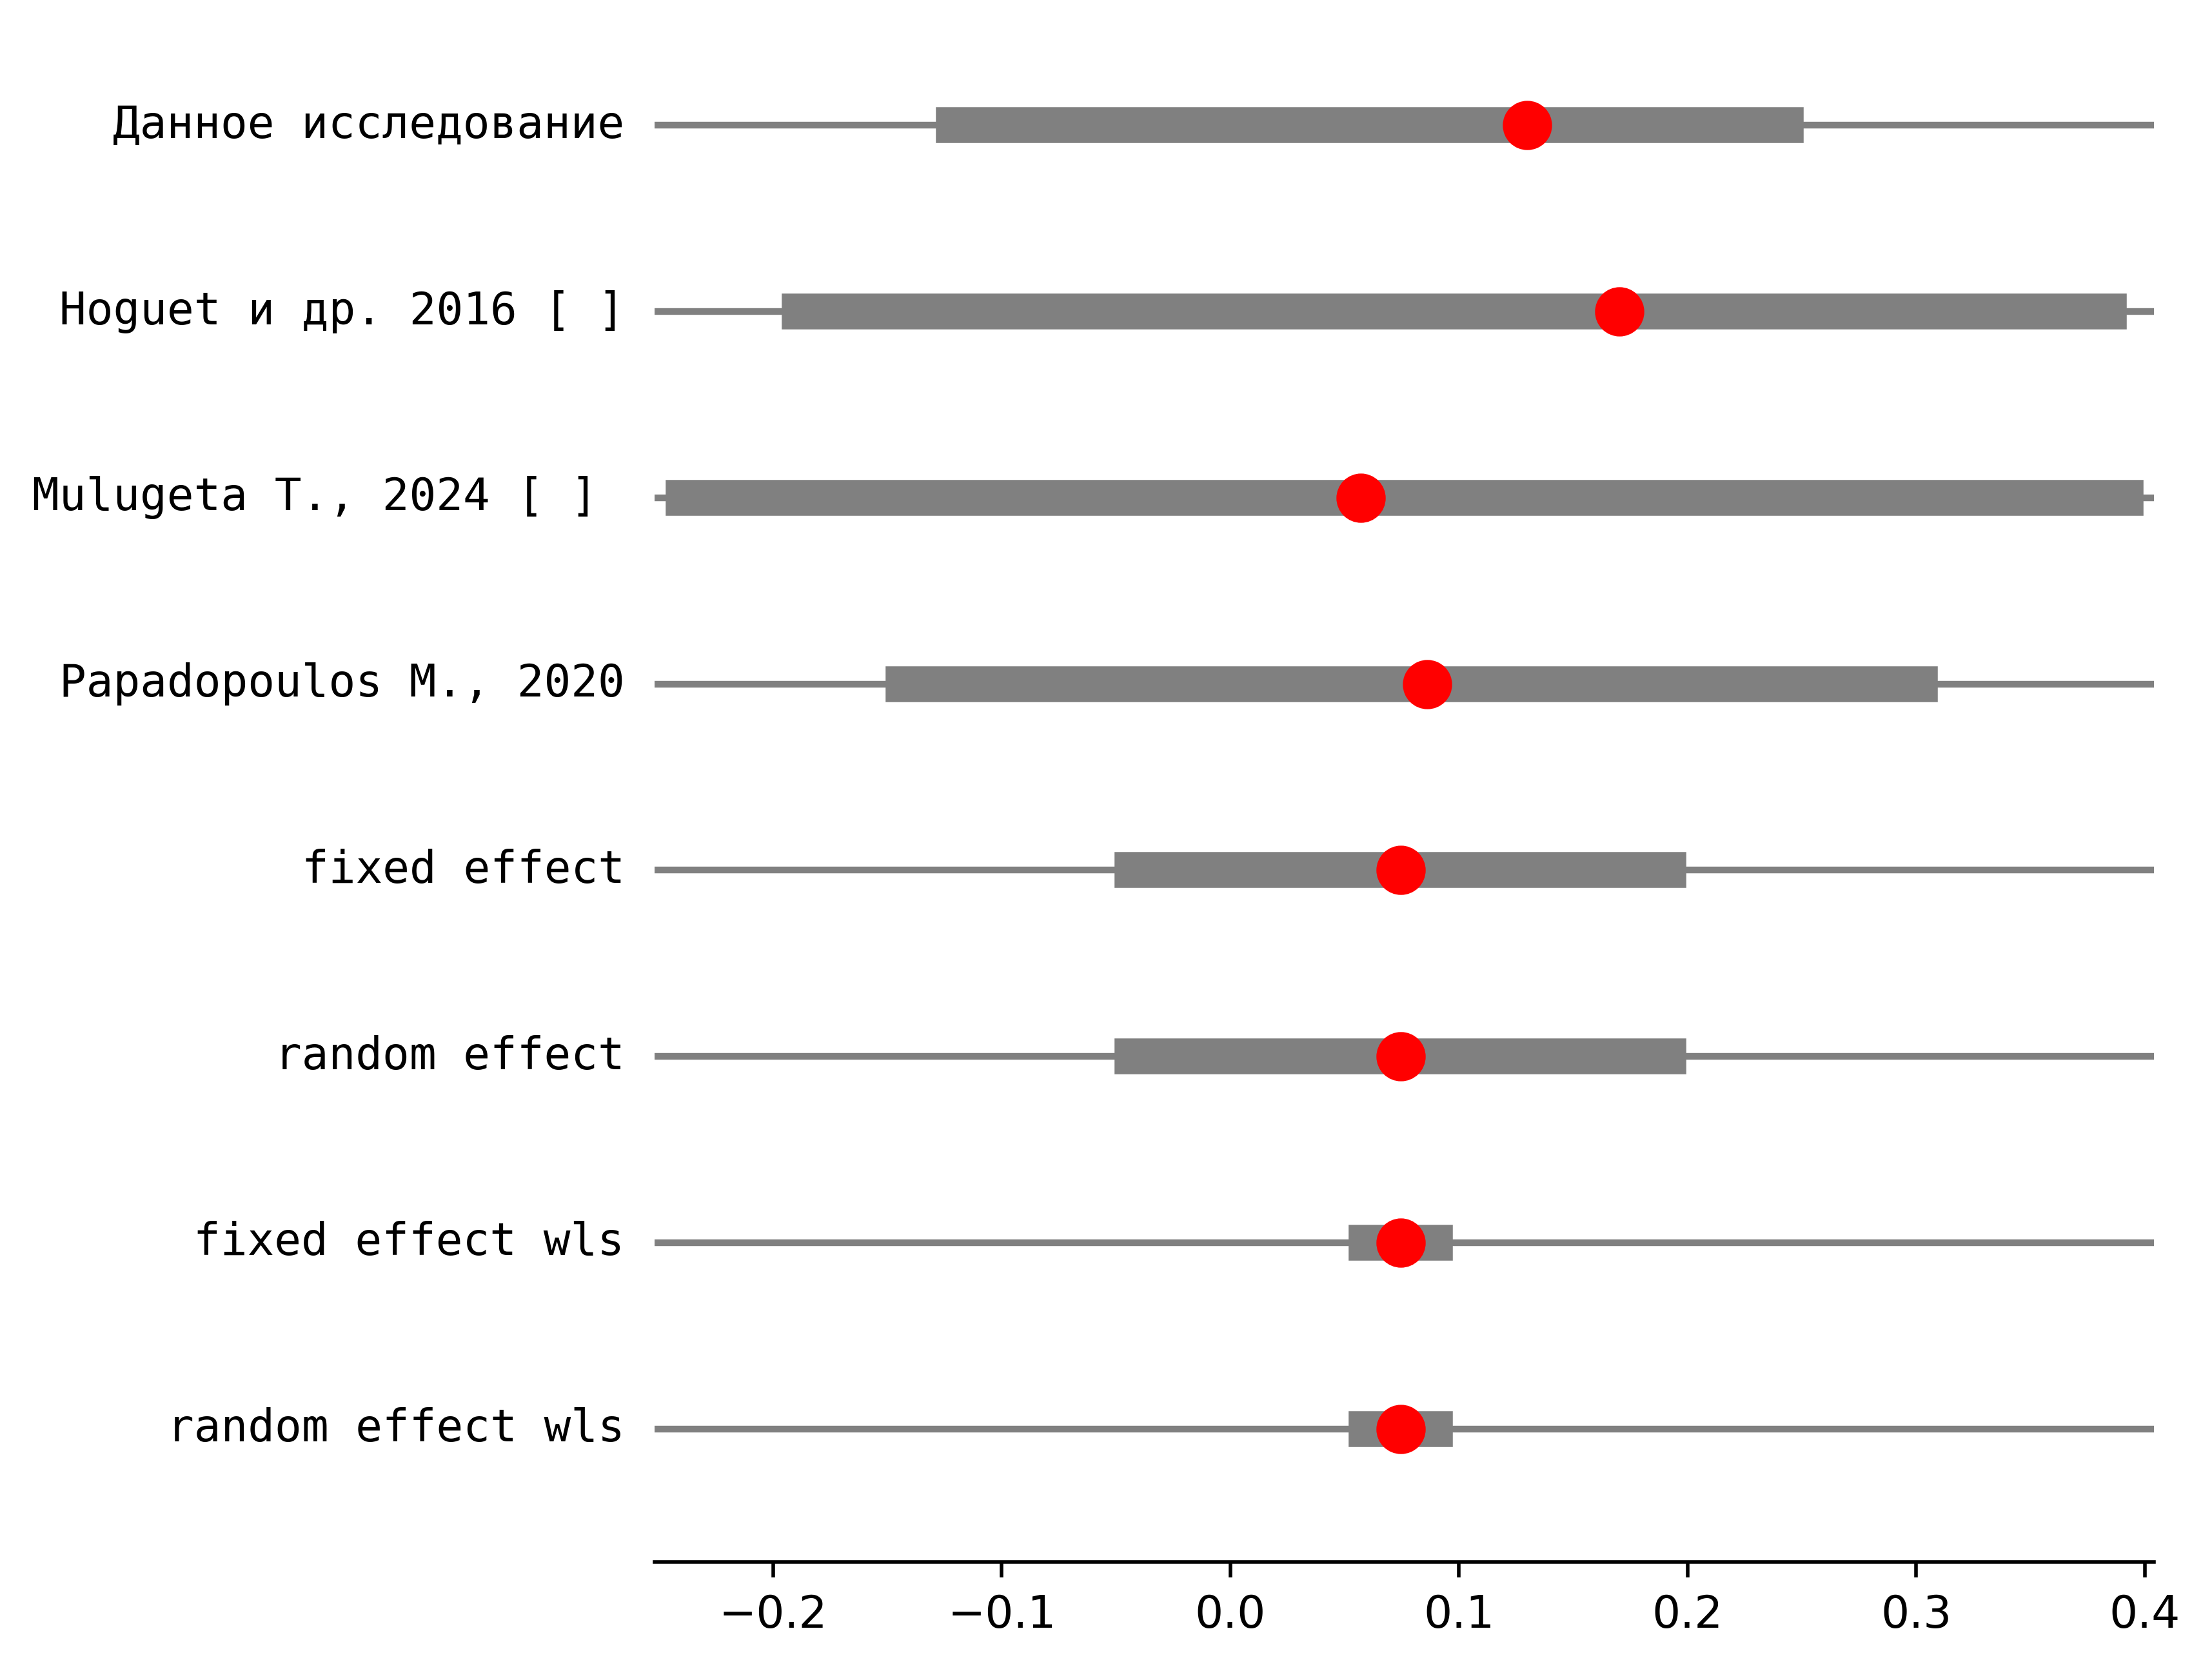 Данное исследование
Hoguet и др. 2016 [ ]
Mulugeta T., 2024 [ ]
Papadopoulos M., 2020
fixed effect
random effect
fixed effect wls
random effect wls
−0.2 −0.1 0.0 0.1 0.2 0.3 0.4